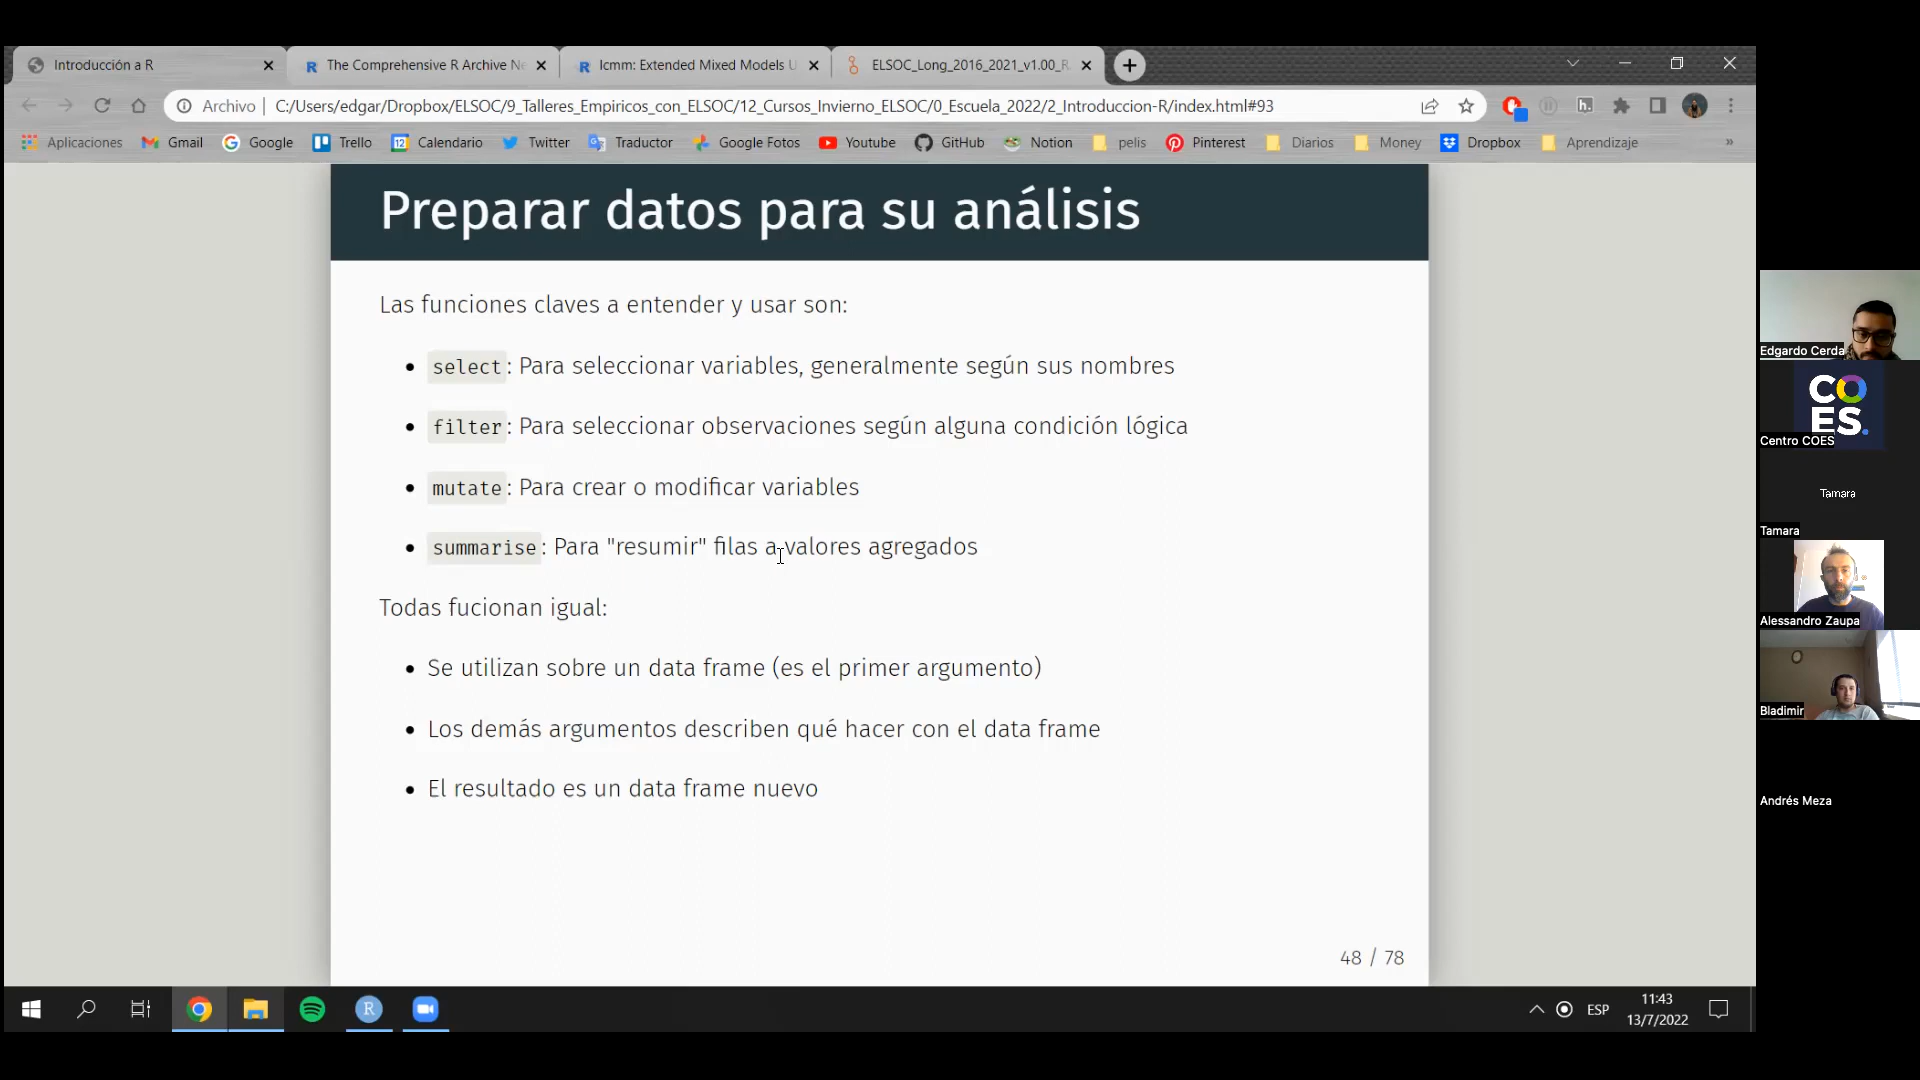 Introducción a R
The Comprehensive R Archive Ne
lcmm: Extended Mixed Models U
ELSOC_Long_2016_2021_v1.00_R
Archivo
C:/Users/edgar/Dropbox/ELSOC/9_Talleres_Empiricos_con_ELSOC/12_Cursos_Invierno_ELSOC/0_Escuela_2022/2_Introduccion-R/index.html#93
Aplicaciones
Gmail
Google
Trello
Calendario
Twitter
Traductor
Google Fotos
Youtube
GitHub
Notion
pelis
Pinterest
Diarios
Money
Dropbox
Aprendizaje
»
Preparar datos para su análisis
Las funciones claves a entender y usar son:
• select: Para seleccionar variables, generalmente según sus nombres
• filter: Para seleccionar observaciones según alguna condición lógica
• mutate: Para crear o modificar variables
• summarise: Para "resumir" filas a valores agregados
Todas fucionan igual:
• Se utilizan sobre un data frame (es el primer argumento)
• Los demás argumentos describen qué hacer con el data frame
• El resultado es un data frame nuevo
48 / 78
Edgardo Cerda
COES.
Centro COES
Tamara
Tamara
Alessandro Zaupa
Bladimir
Andrés Meza
ESP
11:43
13/7/2022